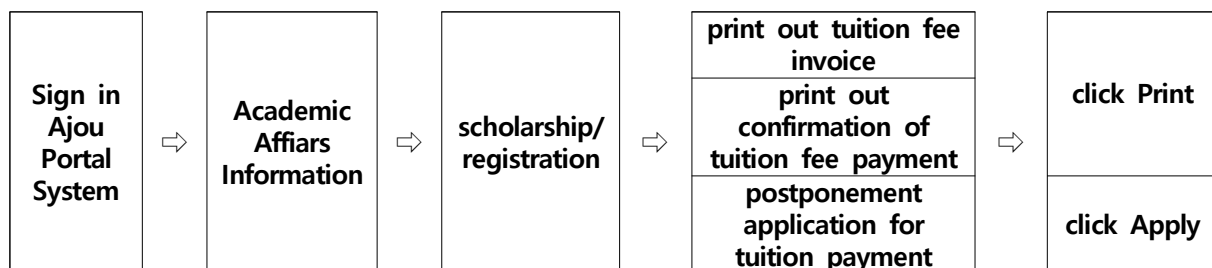 Sign in
Ajou
Portal
System
Academic
Affiars
Information
scholarship/
registration
print out tuition fee
invoice
print out
confirmation of
tuition fee payment
postponement
application for
tuition payment
click Print
click Apply